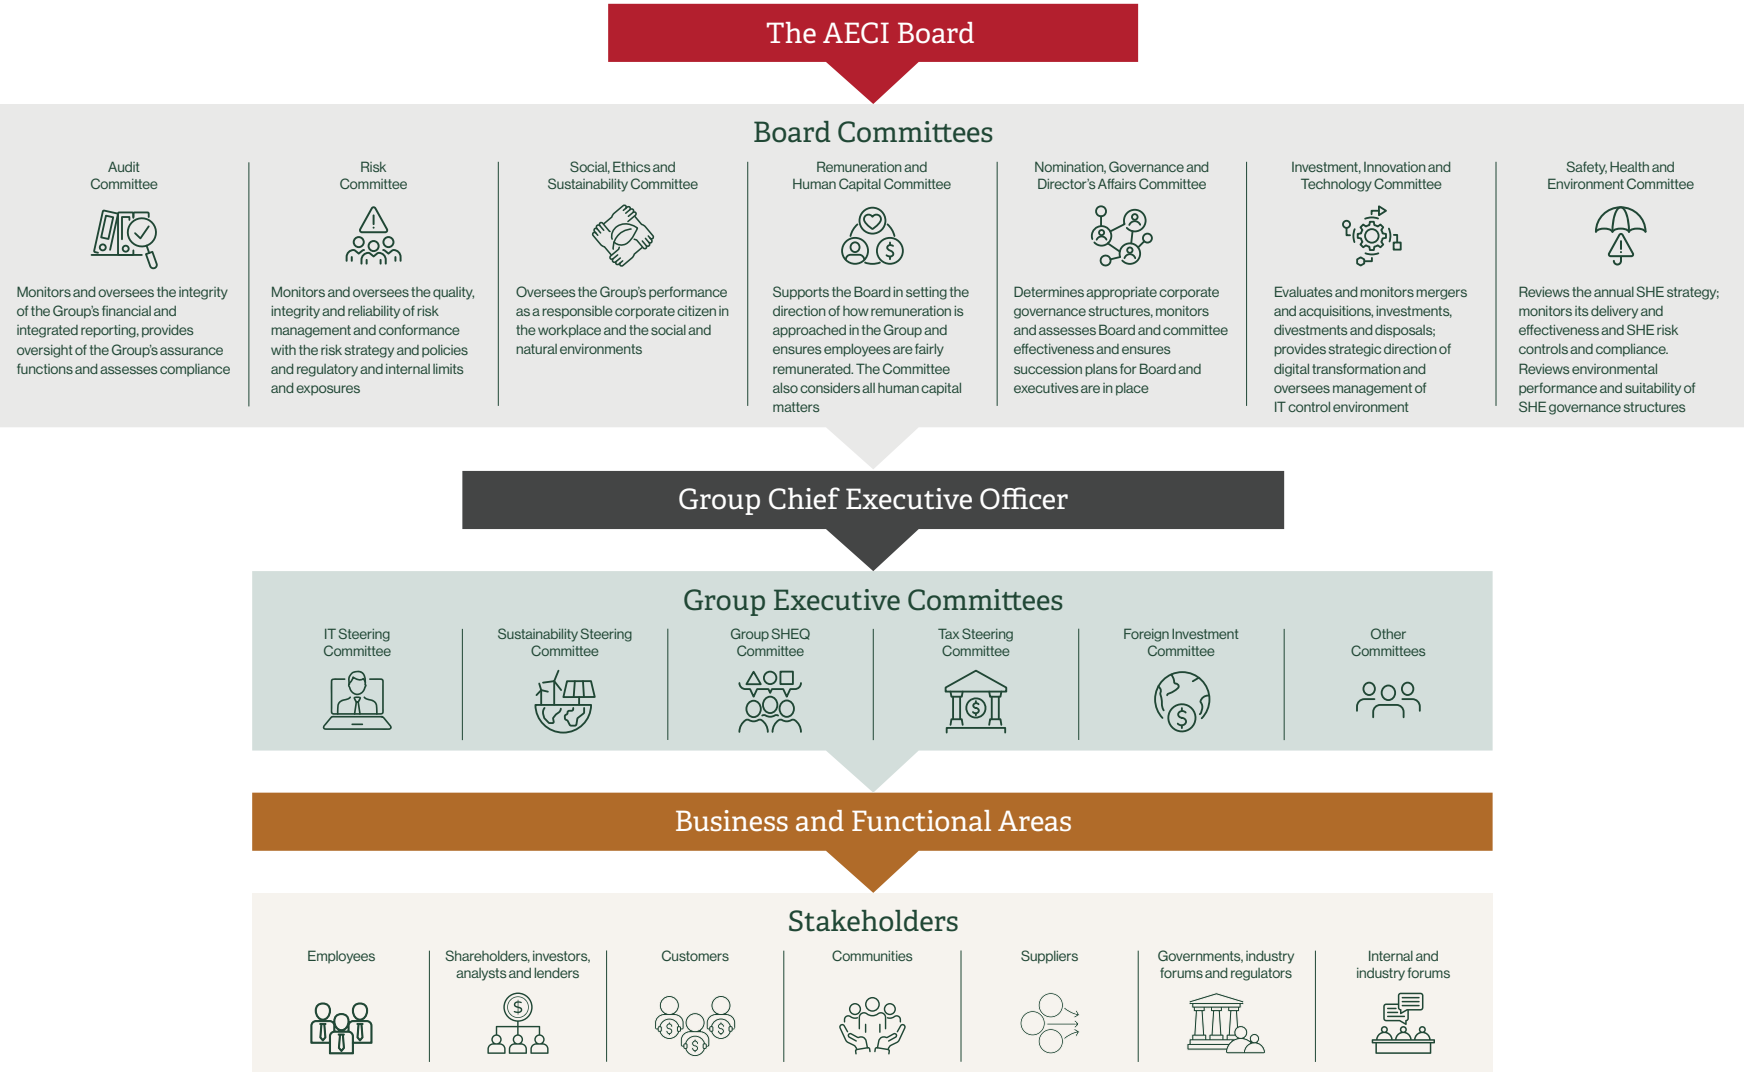 The AECI Board
Board Committees
Audit
Committee
Monitors and oversees the integrity
of the Group's financial and
integrated reporting, provides
oversight of the Group's assurance
functions and assesses compliance
Risk
Committee
Monitors and oversees the quality,
integrity and reliability of risk
management and conformance
with the risk strategy and policies
and regulatory and internal limits
and exposures
Social, Ethics and
Sustainability Committee
Oversees the Group's performance
as a responsible corporate citizen in
the workplace and the social and
natural environments
Remuneration and
Human Capital Committee
Supports the Board in setting the
direction of how remuneration is
approached in the Group and
ensures employees are fairly
remunerated. The Committee
also considers all human capital
matters
Nomination, Governance and
Director's Affairs Committee
Determines appropriate corporate
governance structures, monitors
and assesses Board and committee
effectiveness and ensures
succession plans for Board and
executives are in place
Investment, Innovation and
Technology Committee
Evaluates and monitors mergers
and acquisitions, investments,
divestments and disposals;
provides strategic direction of
digital transformation and
oversees management of
IT control environment
Safety, Health and
Environment Committee
Reviews the annual SHE strategy;
monitors its delivery and
effectiveness and SHE risk
controls and compliance.
Reviews environmental
performance and suitability of
SHE governance structures
Group Chief Executive Officer
Group Executive Committees
IT Steering
Committee
Sustainability Steering
Committee
Group SHEQ
Committee
Tax Steering
Committee
Foreign Investment
Committee
Other
Committees
Business and Functional Areas
Stakeholders
Employees
Shareholders, investors,
analysts and lenders
Customers
Communities
Suppliers
Governments, industry
forums and regulators
Internal and
industry forums